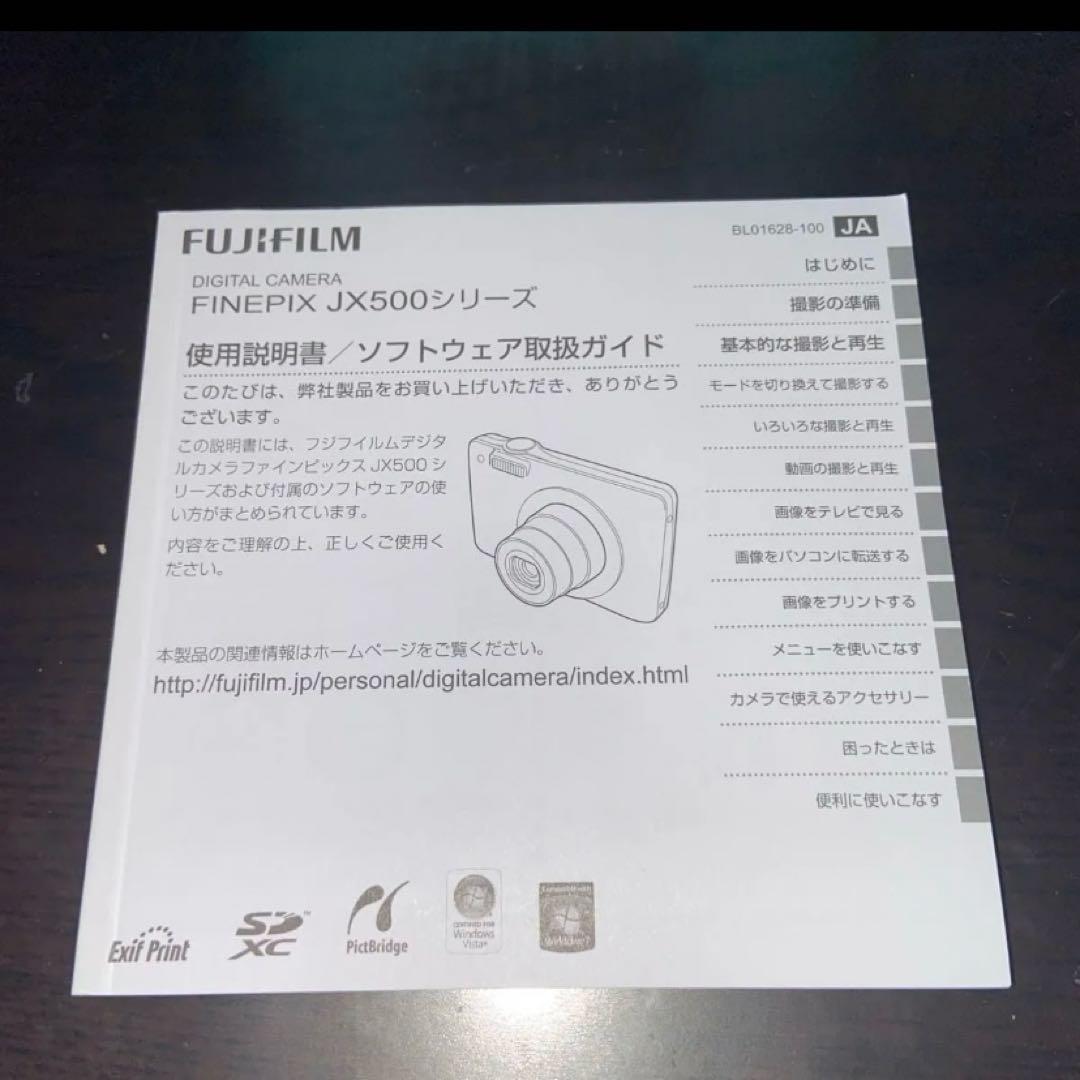 FUJIFILM
DIGITAL CAMERA
FINEPIX JX500シリーズ
使用説明書／ソフトウェア取扱ガイド
このたびは、弊社製品をお買い上げいただき、ありがとう
ございます。
この説明書には、フジフイルムデジタ
ルカメラファインピックス JX500 シ
リーズおよび付属のソフトウェアの使
い方がまとめられています。
内容をご理解の上、正しくご使用く
ださい。
本製品の関連情報はホームページをご覧ください。
http://fujifilm.jp/personal/digitalcamera/index.html
BL01628-100 JA
はじめに
撮影の準備
基本的な撮影と再生
モードを切り換えて撮影する
いろいろな撮影と再生
動画の撮影と再生
画像をテレビで見る
画像をパソコンに転送する
画像をプリントする
メニューを使いこなす
カメラで使えるアクセサリー
困ったときは
便利に使いこなす
Exif Print
SD XC ™
PictBridge
CERTIFIED FOR
Windows
Vista
Compatible with
Windows 7